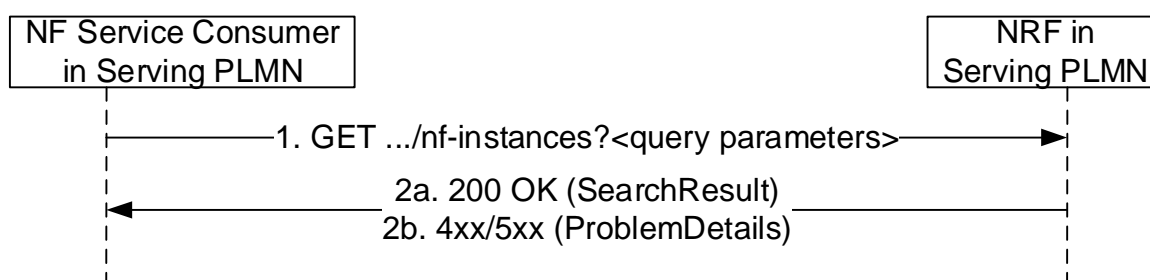 NF Service Consumer
in Serving PLMN
NRF in
Serving PLMN
1. GET .../nf-instances?<query parameters>
2a. 200 OK (SearchResult)
2b. 4xx/5xx (ProblemDetails)